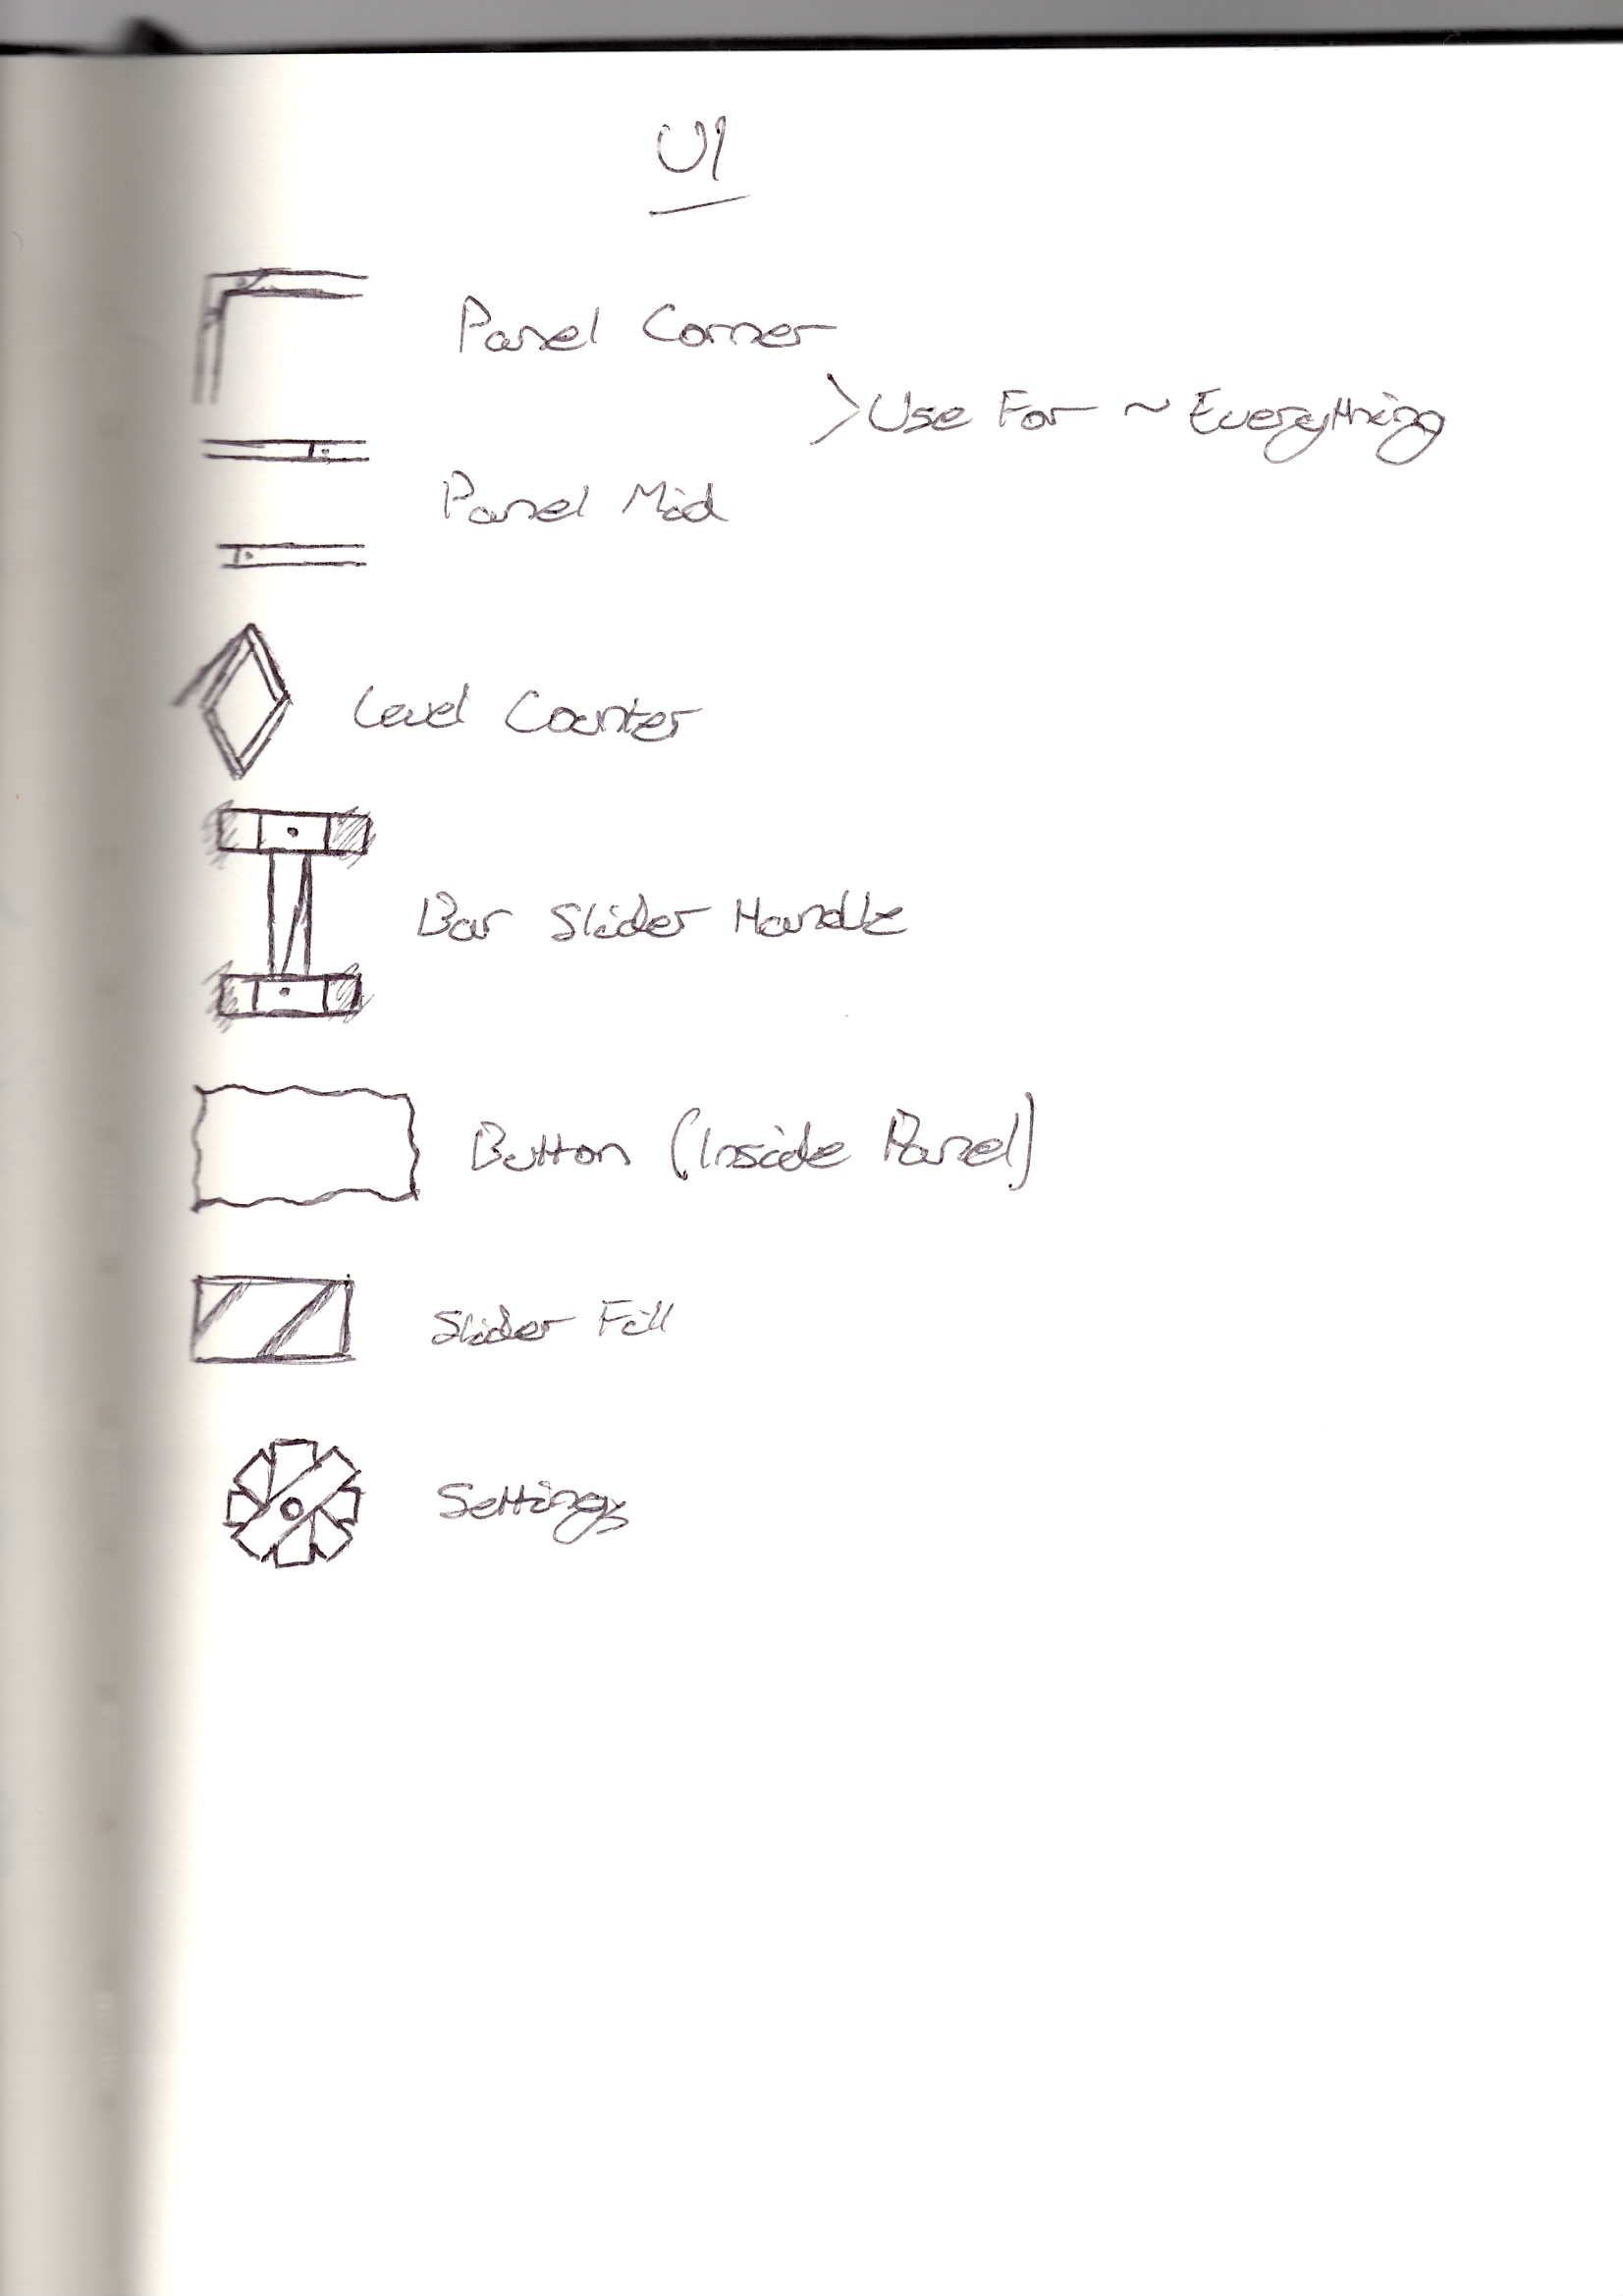 UI
Panel Corner
> Use For ~ Everything
Panel Mid
Level Counter
Bar Slider Handle
Button (Inside Panel)
Slider Fill
Settings